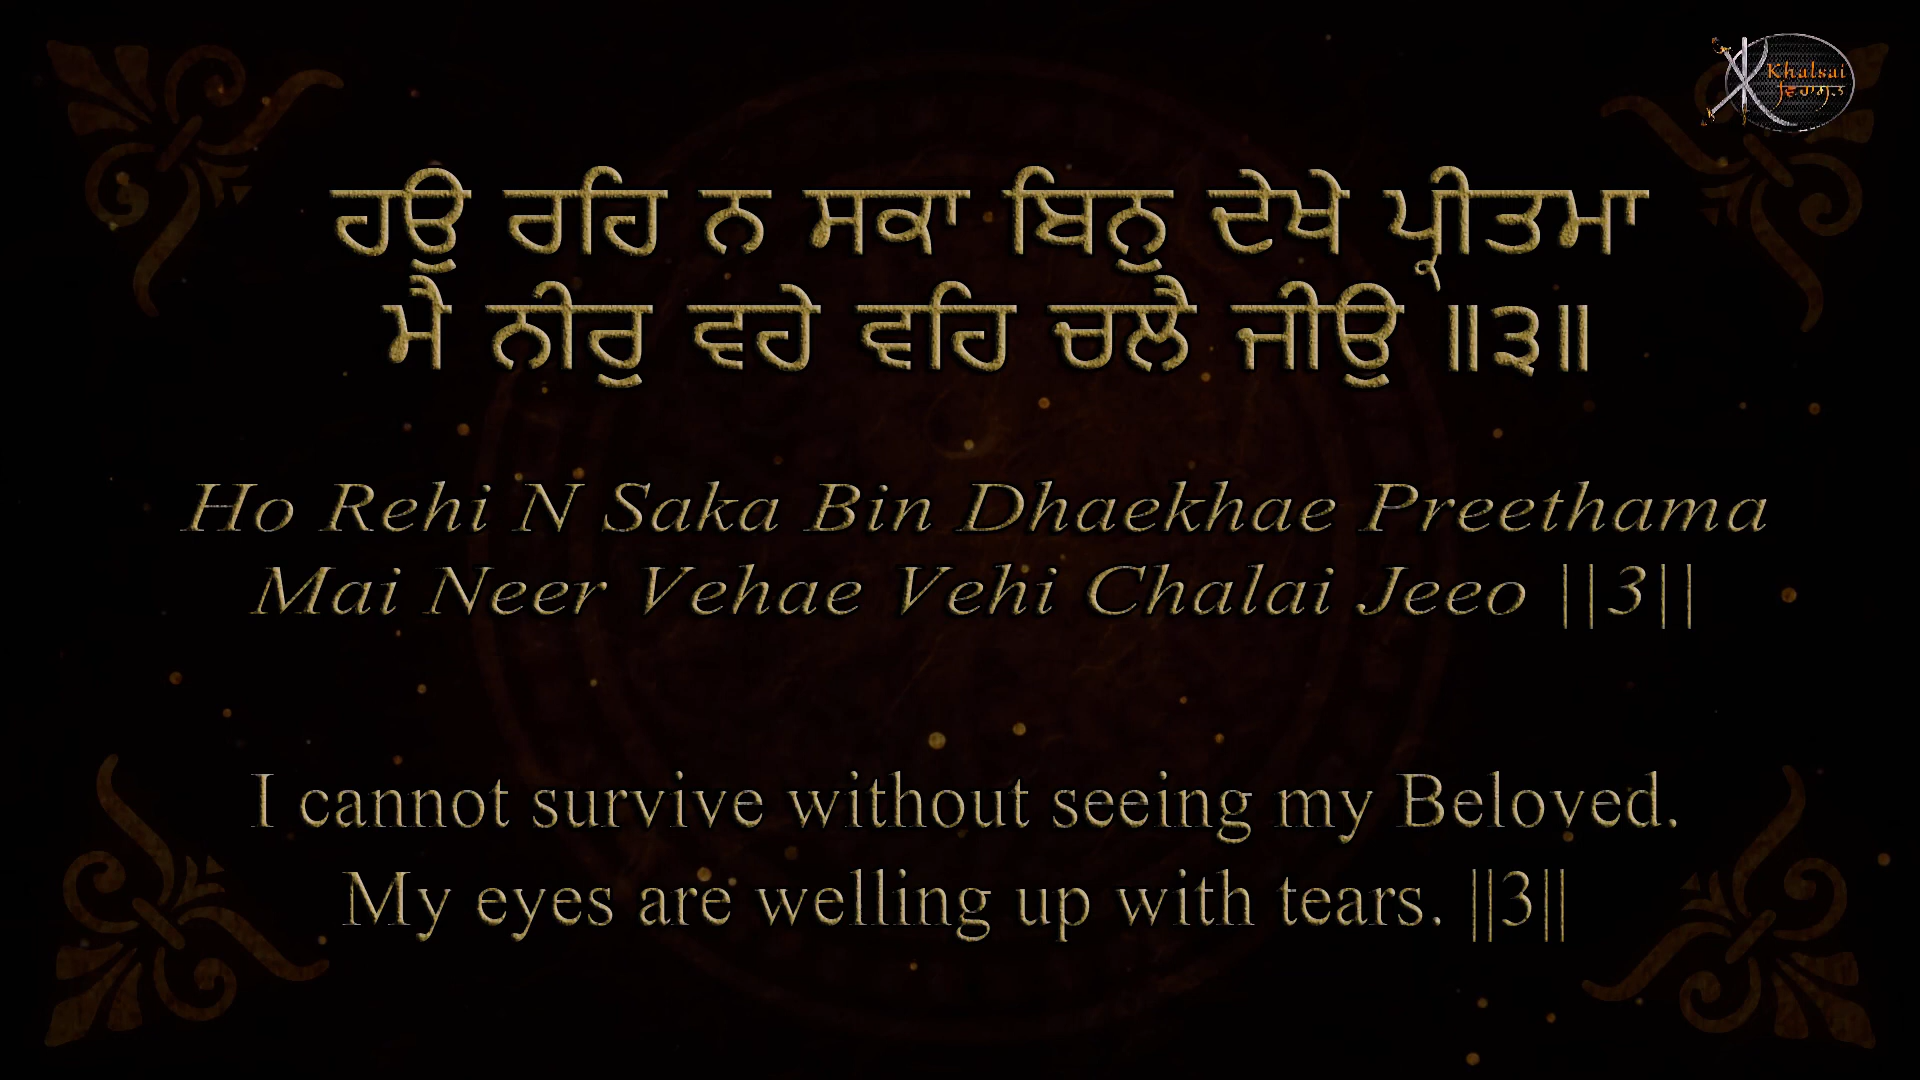 Khalsai
ਵਿਰਾਸਤ
ਹਉ ਰਹਿ ਨ ਸਕਾ ਬਿਨੁ ਦੇਖੇ ਪ੍ਰੀਤਮਾ
ਮੈ ਨੀਰੁ ਵਹੇ ਵਹਿ ਚਲੈ ਜੀਉ ॥੩॥
Ho Rehi N Saka Bin Dhaekhae Preethama
Mai Neer Vehae Vehi Chalai Jeeo ||3||
I cannot survive without seeing my Beloved.
My eyes are welling up with tears. ||3||